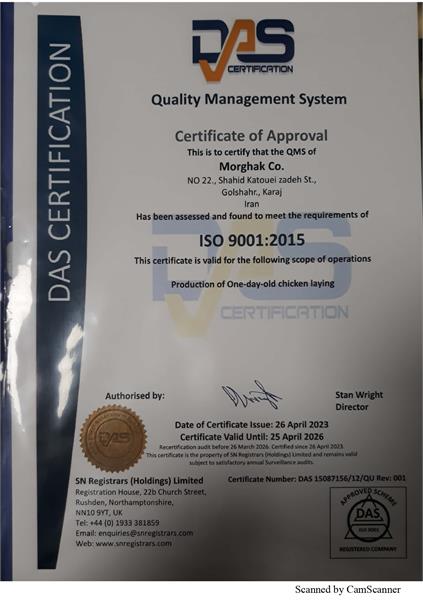 DAS CERTIFICATION
DAS
CERTIFICATION
Quality Management System
Certificate of Approval
This is to certify that the QMS of
Morghak Co.
NO 22., Shahid Katouei zadeh St.,
Golshahr., Karaj
Iran
Has been assessed and found to meet the requirements of
ISO 9001:2015
This certificate is valid for the following scope of operations
Production of One-day-old chicken laying
DAS
CERTIFICATION
Authorised by:
Stan Wright
Director
Date of Certificate Issue: 26 April 2023
Certificate Valid Until: 25 April 2026
Recertification audit before 26 March 2026. Certified since 26 April 2023.
This certificate is the property of SN Registrars (Holdings) Limited and remains valid
subject to satisfactory annual Surveillance audits.
DAS
SN Registrars (Holdings) Limited
Registration House, 22b Church Street,
Rushden, Northamptonshire,
NN10 9YT, UK
Tel: +44 (0) 1933 381859
Email: enquiries@snregistrars.com
Web: www.snregistrars.com
Certificate Number: DAS 15087156/12/QU Rev: 001
APPROVED SCHEME
DAS
ISO 9001
REGISTERED COMPANY
Scanned by CamScanner